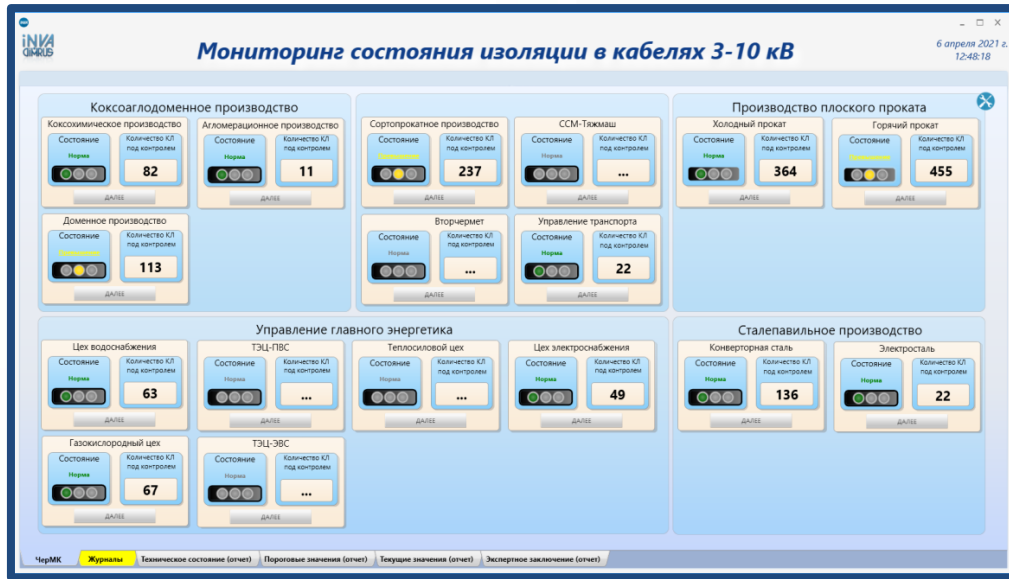 INVA
CIMRUS
Мониторинг состояния изоляции в кабелях 3-10 кВ
6 апреля 2021 г.
12:48:18
Коксоаглодоменное производство
Коксохимическое производство
Состояние
Норма
Количество КЛ
под контролем
82
ДАЛЕЕ
Агломерационное производство
Состояние
Норма
Количество КЛ
под контролем
11
ДАЛЕЕ
Доменное производство
Состояние
Количество КЛ
под контролем
113
ДАЛЕЕ
Сортопрокатное производство
Состояние
Количество КЛ
под контролем
237
ДАЛЕЕ
ССМ-Тяжмаш
Состояние
Норма
Количество КЛ
под контролем
...
ДАЛЕЕ
Вторчермет
Состояние
Норма
Количество КЛ
под контролем
...
ДАЛЕЕ
Управление транспорта
Состояние
Норма
Количество КЛ
под контролем
22
ДАЛЕЕ
Производство плоского проката
Холодный прокат
Состояние
Норма
Количество КЛ
под контролем
364
ДАЛЕЕ
Горячий прокат
Состояние
Количество КЛ
под контролем
455
ДАЛЕЕ
Управление главного энергетика
Цех водоснабжения
Состояние
Норма
Количество КЛ
под контролем
63
ДАЛЕЕ
ТЭЦ-ПВС
Состояние
Норма
Количество КЛ
под контролем
...
ДАЛЕЕ
Теплосиловой цех
Состояние
Норма
Количество КЛ
под контролем
...
ДАЛЕЕ
Цех электроснабжения
Состояние
Норма
Количество КЛ
под контролем
49
ДАЛЕЕ
Газокислородный цех
Состояние
Норма
Количество КЛ
под контролем
67
ДАЛЕЕ
ТЭЦ-ЭВС
Состояние
Норма
Количество КЛ
под контролем
...
ДАЛЕЕ
Сталепавильное производство
Конверторная сталь
Состояние
Норма
Количество КЛ
под контролем
136
ДАЛЕЕ
Электросталь
Состояние
Норма
Количество КЛ
под контролем
22
ДАЛЕЕ
ЧерМК
Журналы
Техническое состояние (отчет)
Пороговые значения (отчет)
Текущие значения (отчет)
Экспертное заключение (отчет)